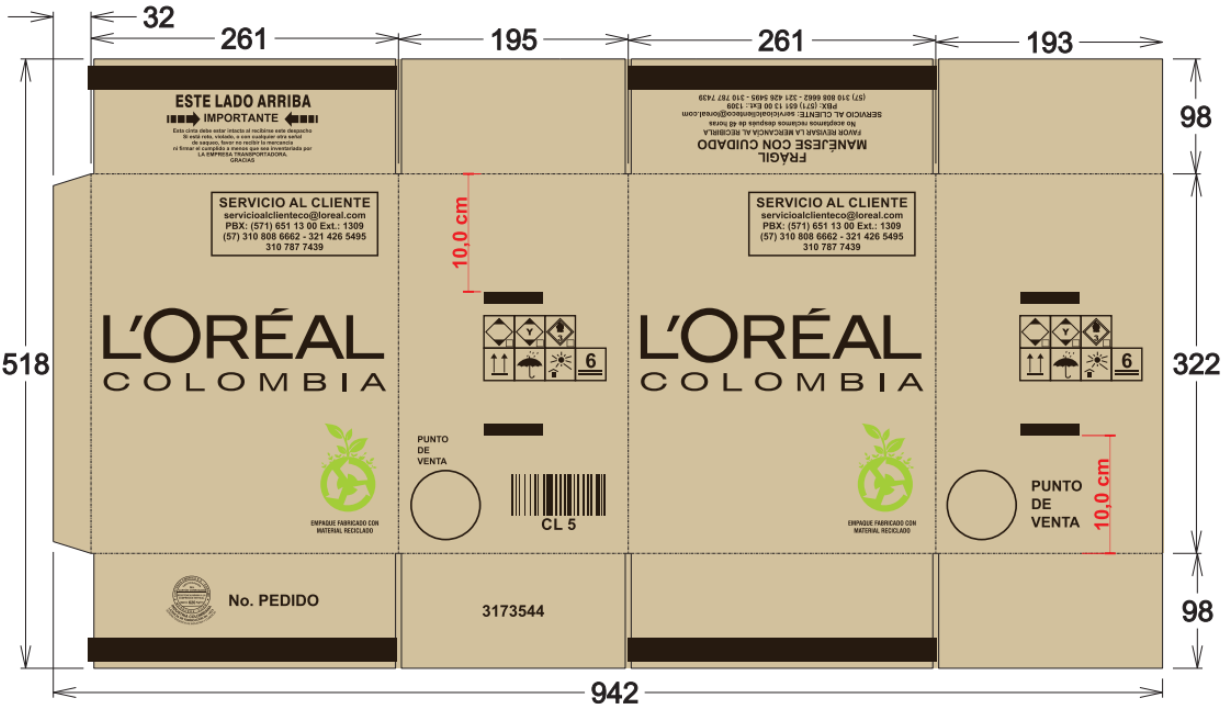 32
261
195
261
193
ESTE LADO ARRIBA
IMPORTANTE
Esta cinta debe estar intacta al recibirse este despacho
Si está rota, violada, o con cualquier otra señal
de saqueo, favor no recibir la mercancía
ni firmar el cumplido a menos que sea inventariada por
LA EMPRESA TRANSPORTADORA.
GRACIAS
FRÁGIL
MANÉJESE CON CUIDADO
FAVOR REVISAR LA MERCANCÍA AL RECIBIRLA
No aceptamos reclamos después de 48 horas
SERVICIO AL CLIENTE: servicioalclienteco@loreal.com
PBX: (571) 651 13 00 Ext.: 1309
(57) 310 808 6662 - 321 426 5495 - 310 787 7439
98
518
SERVICIO AL CLIENTE
servicioalclienteco@loreal.com
PBX: (571) 651 13 00 Ext.: 1309
(57) 310 808 6662 - 321 426 5495
310 787 7439
L'ORÉAL
COLOMBIA
EMPAQUE FABRICADO CON
MATERIAL RECICLADO
10,0 cm
Y
3
6
PUNTO
DE
VENTA
CL 5
SERVICIO AL CLIENTE
servicioalclienteco@loreal.com
PBX: (571) 651 13 00 Ext.: 1309
(57) 310 808 6662 - 321 426 5495
310 787 7439
L'ORÉAL
COLOMBIA
EMPAQUE FABRICADO CON
MATERIAL RECICLADO
Y
3
6
PUNTO
DE
VENTA
10,0 cm
322
No. PEDIDO
3173544
98
942